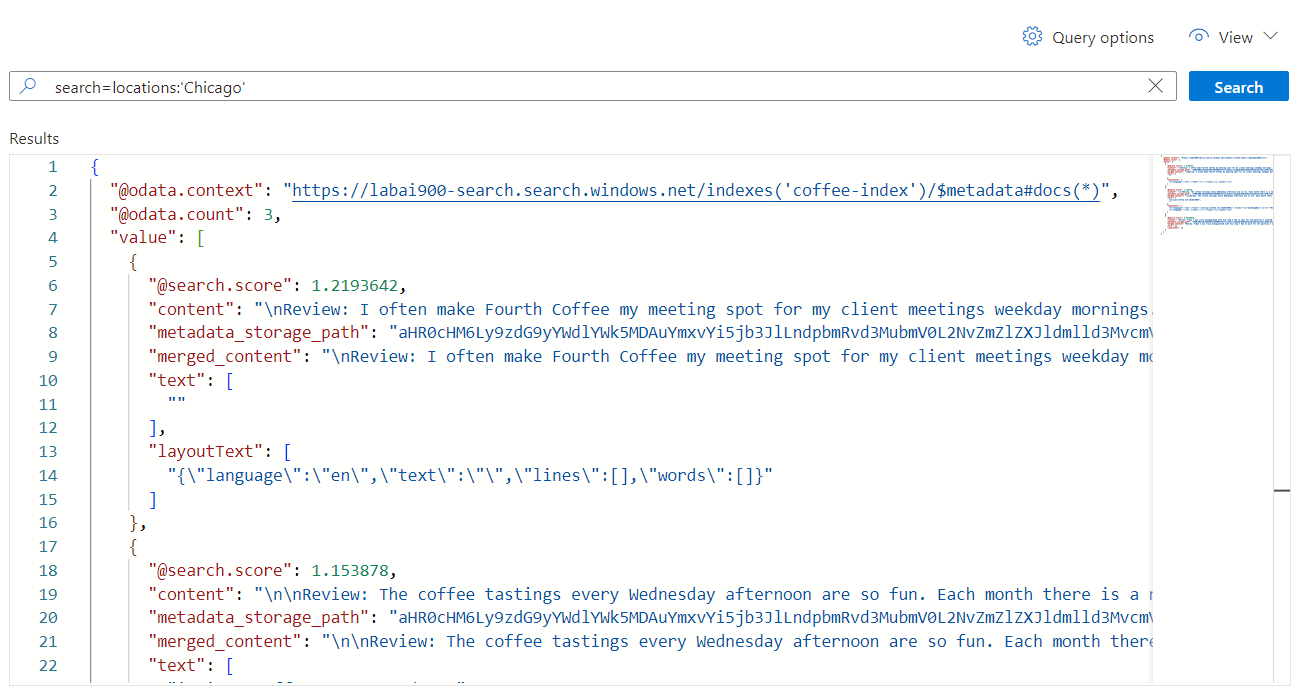 Query options View
search=locations:'Chicago'
Search
Results
1 {
2 "@odata.context": "https://labai900-search.search.windows.net/indexes('coffee-index')/$metadata#docs(*)",
3 "@odata.count": 3,
4 "value": [
5 {
6 "@search.score": 1.2193642,
7 "content": "\nReview: I often make Fourth Coffee my meeting spot for my client meetings weekday mornings.
8 "metadata_storage_path": "aHR0cHM6Ly9zdG9yYWdlYWk5MDAuYmxvYi5jb3JlLndpbmRvd3MubmV0L2NvZmZlZXJldmlld3Mvcm
9 "merged_content": "\nReview: I often make Fourth Coffee my meeting spot for my client meetings weekday mo
10 "text": [
11 ""
12 ],
13 "layoutText": [
14 "{\"language\":\"en\",\"text\":\"\",\"lines\":[],\"words\":[]}"
15 ]
16 },
17 {
18 "@search.score": 1.153878,
19 "content": "\n\nReview: The coffee tastings every Wednesday afternoon are so fun. Each month there is a
20 "metadata_storage_path": "aHR0cHM6Ly9zdG9yYWdlYWk5MDAuYmxvYi5jb3JlLndpbmRvd3MubmV0L2NvZmZlZXJldmlld3Mvcm
21 "merged_content": "\n\nReview: The coffee tastings every Wednesday afternoon are so fun. Each month there
22 "text": [